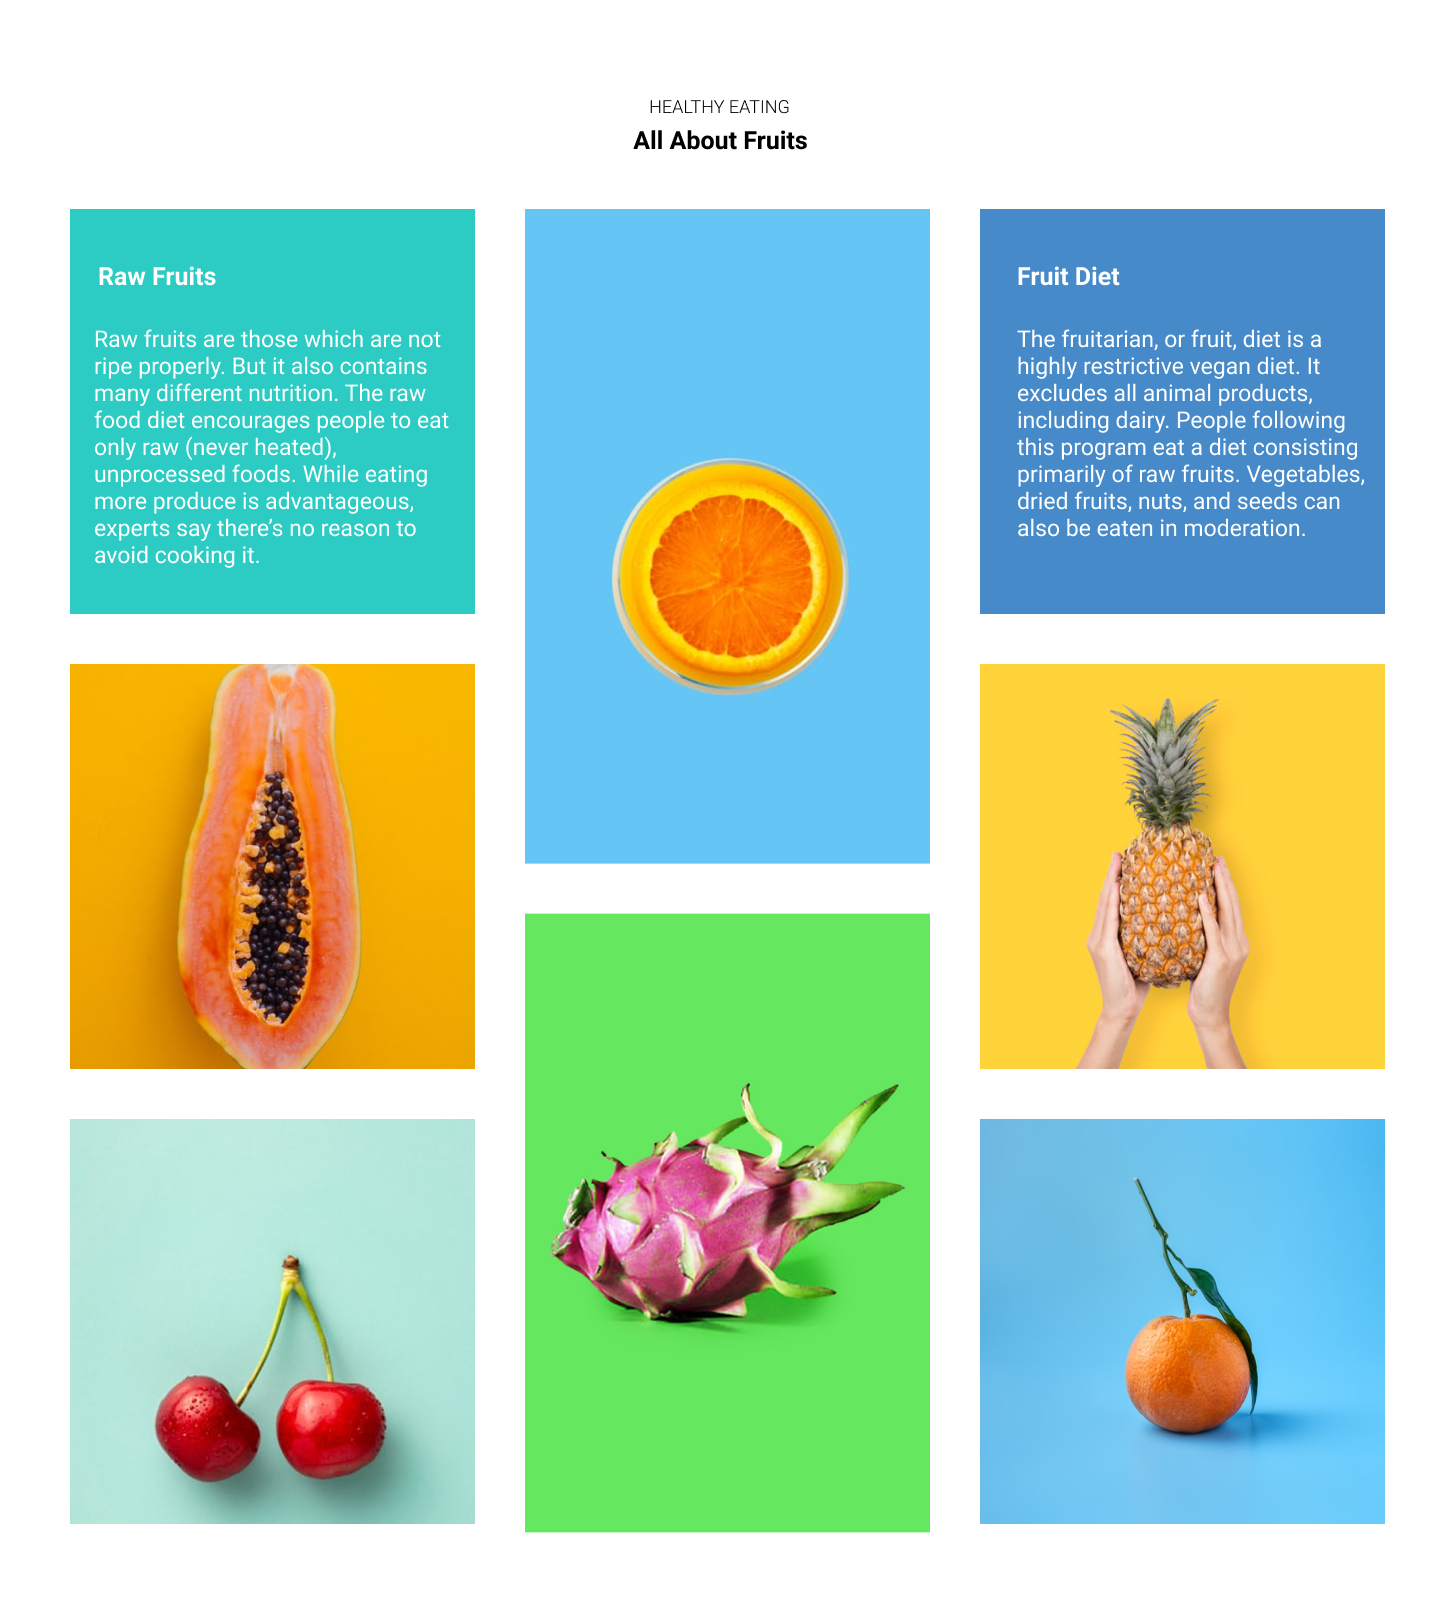 HEALTHY EATING
All About Fruits
Raw Fruits
Raw fruits are those which are not
ripe properly. But it also contains
many different nutrition. The raw
food diet encourages people to eat
only raw (never heated),
unprocessed foods. While eating
more produce is advantageous,
experts say there’s no reason to
avoid cooking it.
Fruit Diet
The fruitarian, or fruit, diet is a
highly restrictive vegan diet. It
excludes all animal products,
including dairy. People following
this program eat a diet consisting
primarily of raw fruits. Vegetables,
dried fruits, nuts, and seeds can
also be eaten in moderation.